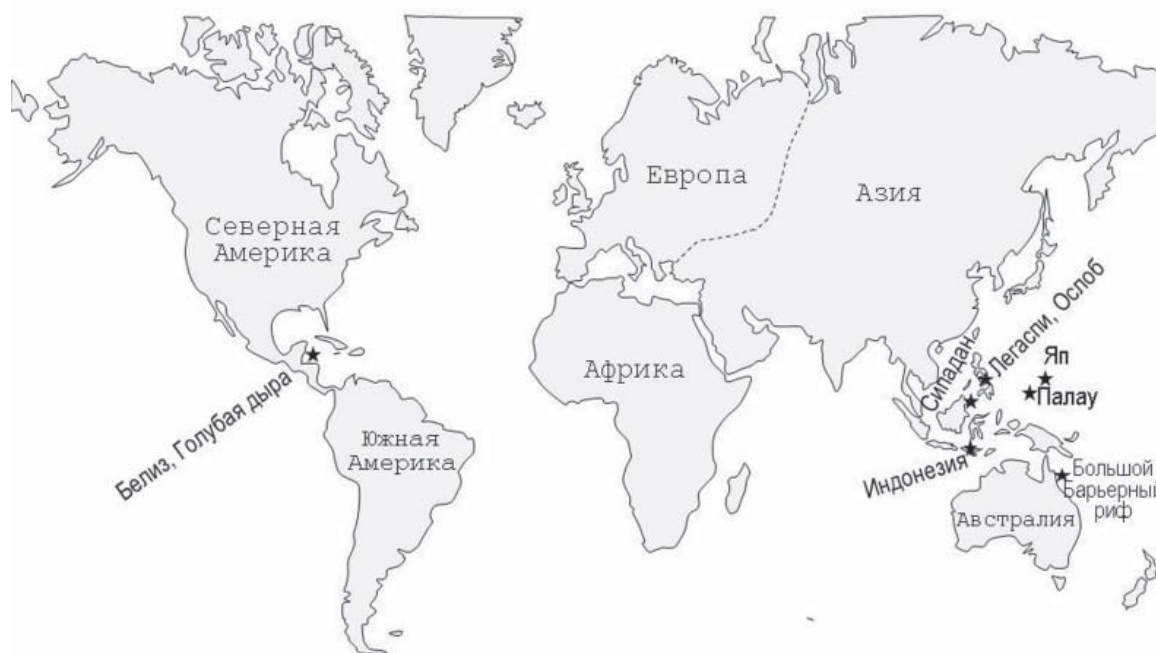 Европа
Азия
Северная
Америка
Легаспи, Ослоб
Сипадан
Яп
Палау
Африка
Белиз, Голубая дыра
Южная
Америка
Индонезия
Большой
Барьерный
риф
Австралия